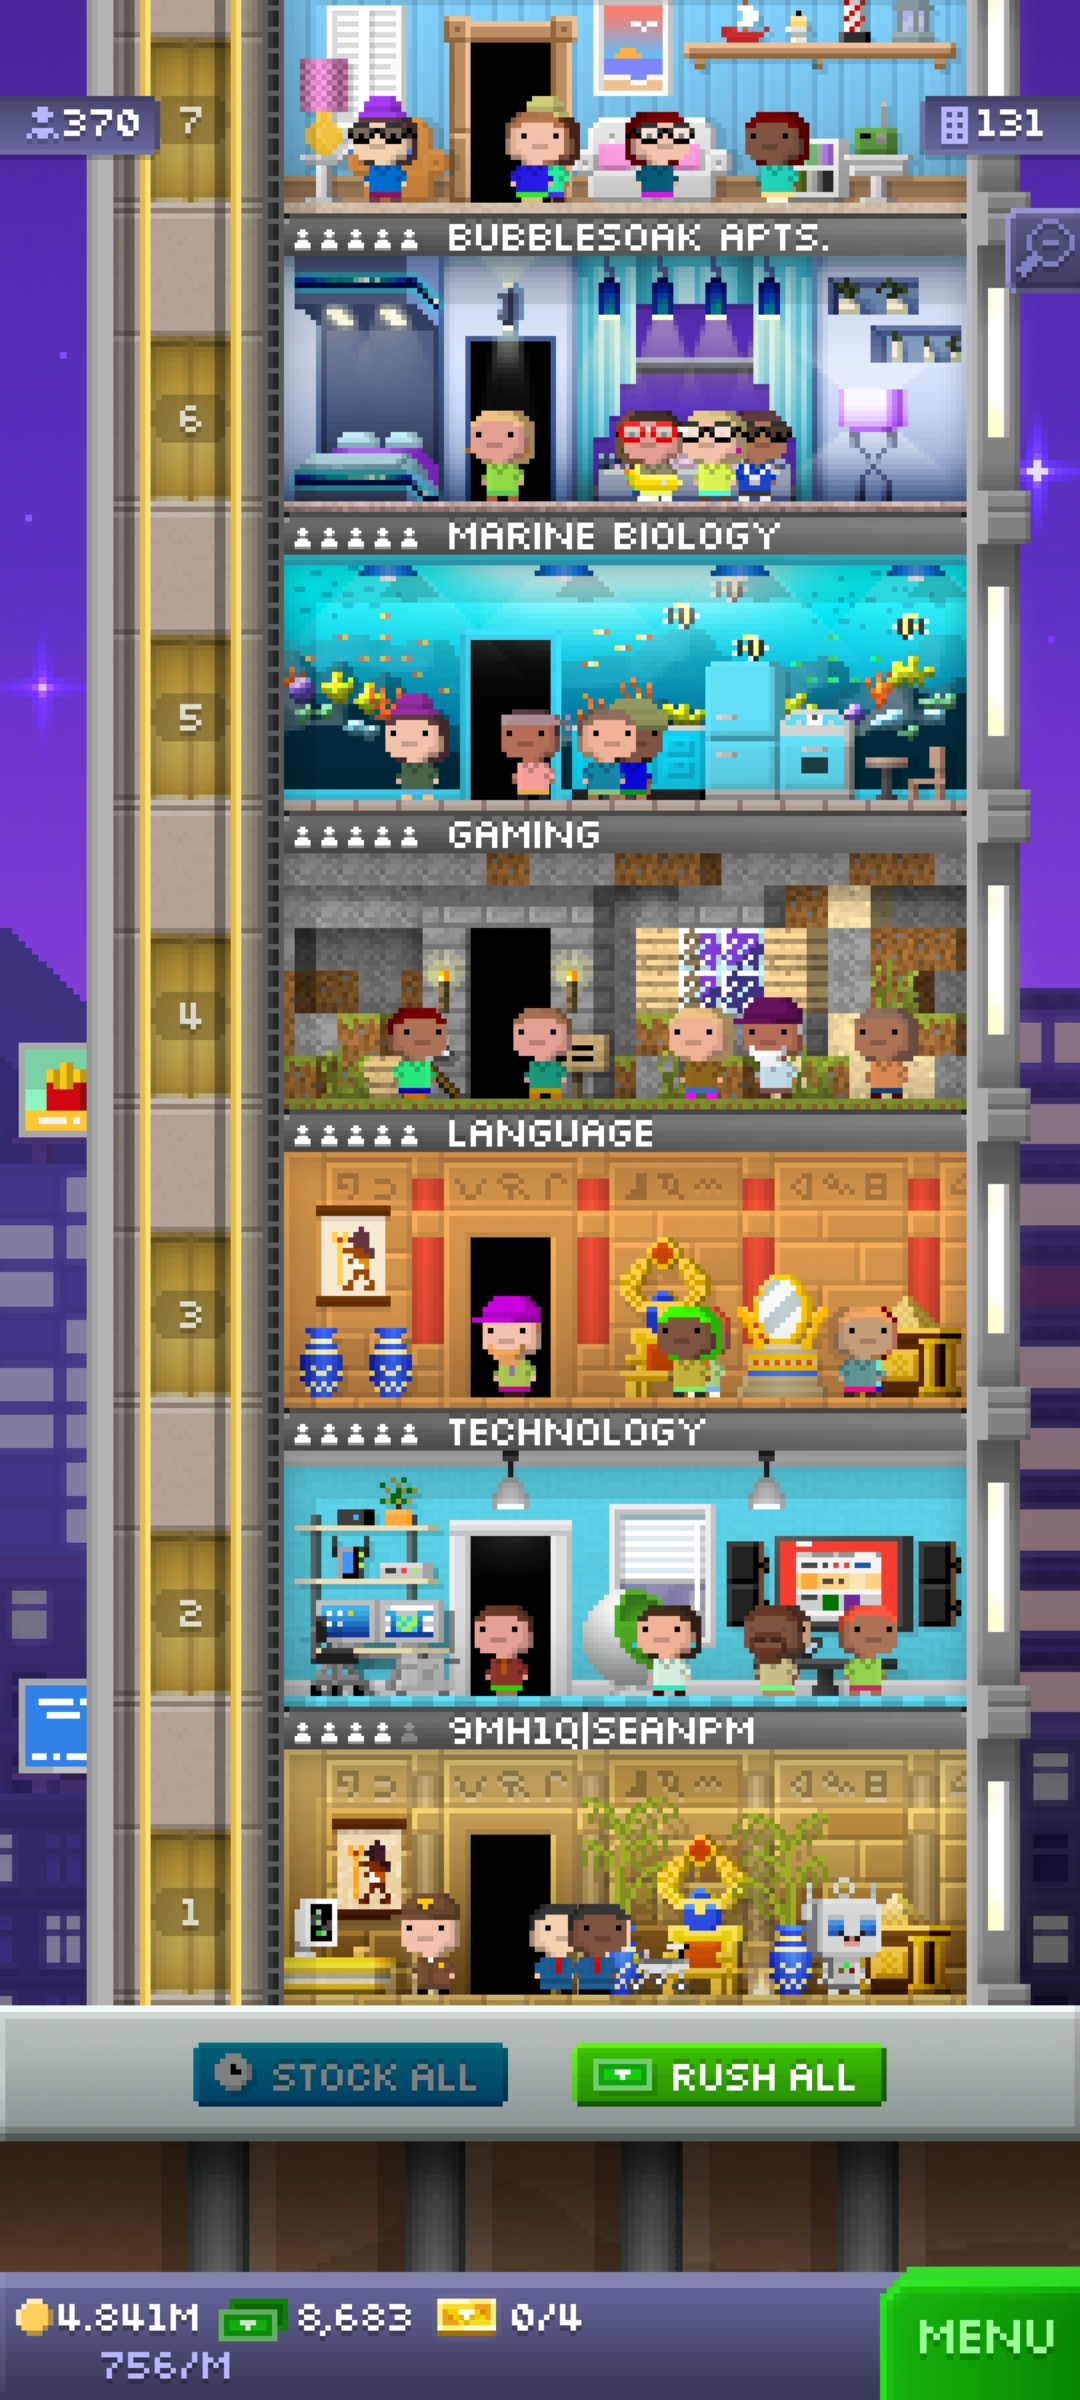 370
7
131
BUBBLESOAK APTS.
6
MARINE BIOLOGY
5
GAMING
4
LANGUAGE
3
TECHNOLOGY
2
9MH1Q|SEANPM
1
STOCK ALL
RUSH ALL
4.841M
8,683
0/4
756/M
MENU